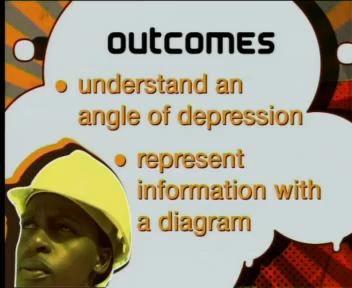 outcomes
• understand an
angle of depression
• represent
information with
a diagram